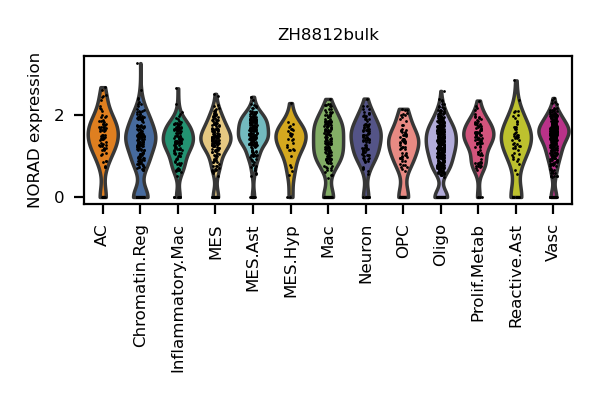 ZH8812bulk
NORAD expression
2
0
AC
Chromatin.Reg
Inflammatory.Mac
MES
MES.Ast
MES.Hyp
Mac
Neuron
OPC
Oligo
Prolif.Metab
Reactive.Ast
Vasc